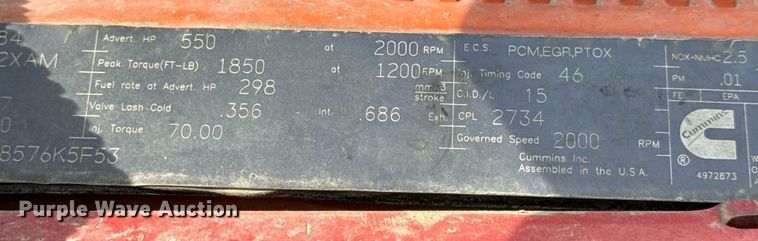 84
2XAM
7
0
8576K5F53
Advert. HP 550 at 2000 RPM
Peak Torque(FT-LB) 1850 at 1200 RPM
Fuel rate at Advert. HP 298 mm3/stroke
Valve Lash Cold .356 Int. .686 Exh.
Inj. Torque 70.00
E.C.S. PCM,EGR,PTOX
Inj. Timing Code 46
C.I.D./L 15
CPL 2734
Governed Speed 2000 RPM
Cummins Inc.
Assembled in the U.S.A.
NOX+NMHC 2.5
PM .01
FEL EPA
Cummins
®
4972873
W
O
A
Purple Wave Auction